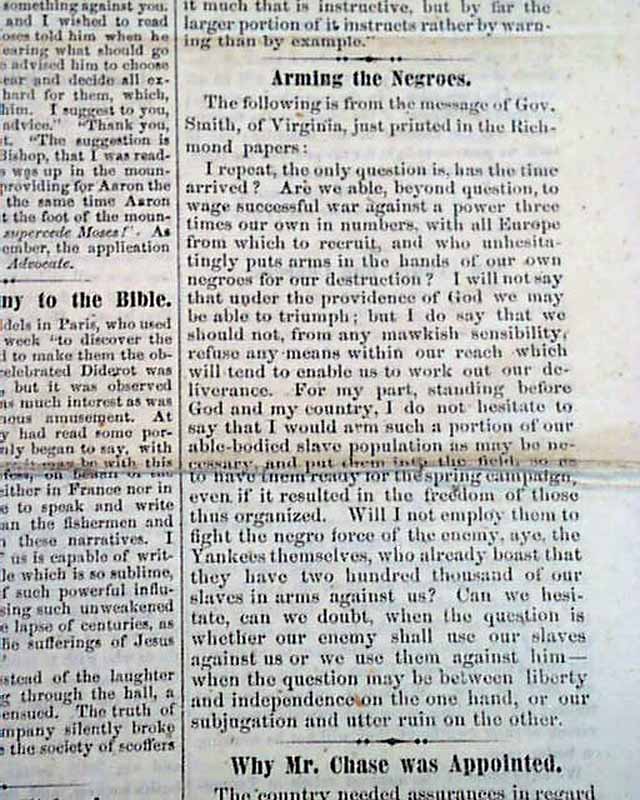 something against you.
and I wished to read
oses told him when he
earing what should go
e advised him to choose
ear and decide all ex-
hard for them, which,
him. I suggest to you,
advice." "Thank you,
t. "The suggestion is
Bishop, that I was read-
s was up in the moun-
providing for Aaron the
the same time Aaron
t the foot of the moun-
supercede Moses!" As
ember, the application
Advocate.
ny to the Bible.
idels in Paris, who used
week "to discover the
d to make them the ob-
celebrated Diderot was
, but it was observed
as much interest as was
ious amusement. At
y had read some por-
nly began to say, with
be with this
either in France nor in
e to speak and write
an the fishermen and
n these narratives. I
f us is capable of writ-
le which is so sublime,
f such powerful influ-
sing such unweakened
e lapse of centuries, as
he sufferings of Jesus
stead of the laughter
g through the hall, a
ensued. The truth of
mpany silently broke
e the society of scoffers
it much that is instructive, but by far the
larger portion of it instructs rather by warn-
ing than by example."
Arming the Negroes.
The following is from the message of Gov.
Smith, of Virginia, just printed in the Rich-
mond papers:
I repeat, the only question is, has the time
arrived? Are we able, beyond question, to
wage successful war against a power three
times our own in numbers, with all Europe
from which to recruit, and who unhesita-
tingly puts arms in the hands of our own
negroes for our destruction? I will not say
that under the providence of God we may
be able to triumph; but I do say that we
should not, from any mawkish sensibility,
refuse any means within our reach which
will tend to enable us to work out our de-
liverance. For my part, standing before
God and my country, I do not hesitate to
say that I would arm such a portion of our
able-bodied slave population as may be ne-
cessary, and put them into the field, so as
to have them ready for the spring campaign,
even if it resulted in the freedom of those
thus organized. Will I not employ them to
fight the negro force of the enemy, aye, the
Yankees themselves, who already boast that
they have two hundred thousand of our
slaves in arms against us? Can we hesi-
tate, can we doubt, when the question is
whether our enemy shall use our slaves
against us or we use them against him—
when the question may be between liberty
and independence on the one hand, or our
subjugation and utter ruin on the other.
Why Mr. Chase was Appointed.
The country needed assurances in regard